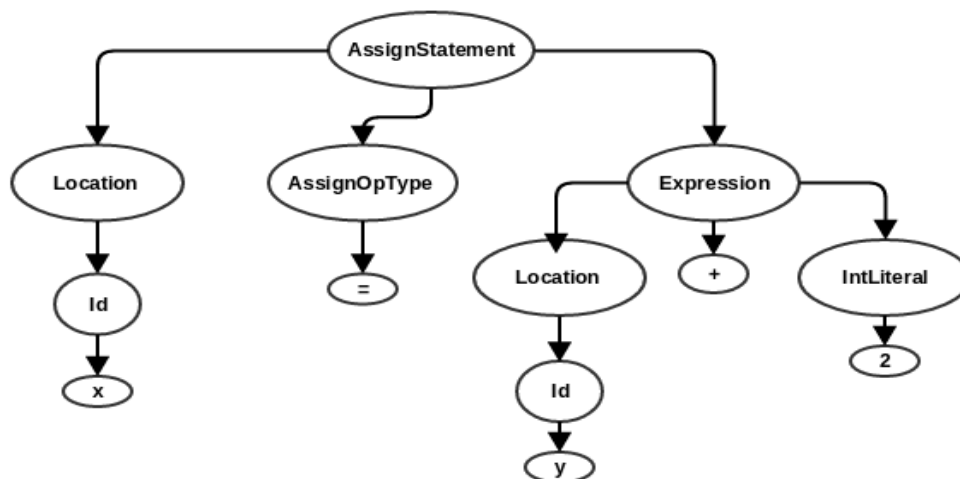 AssignStatement
Location
AssignOpType
Expression
Location
+
IntLiteral
Id
=
2
x
Id
y